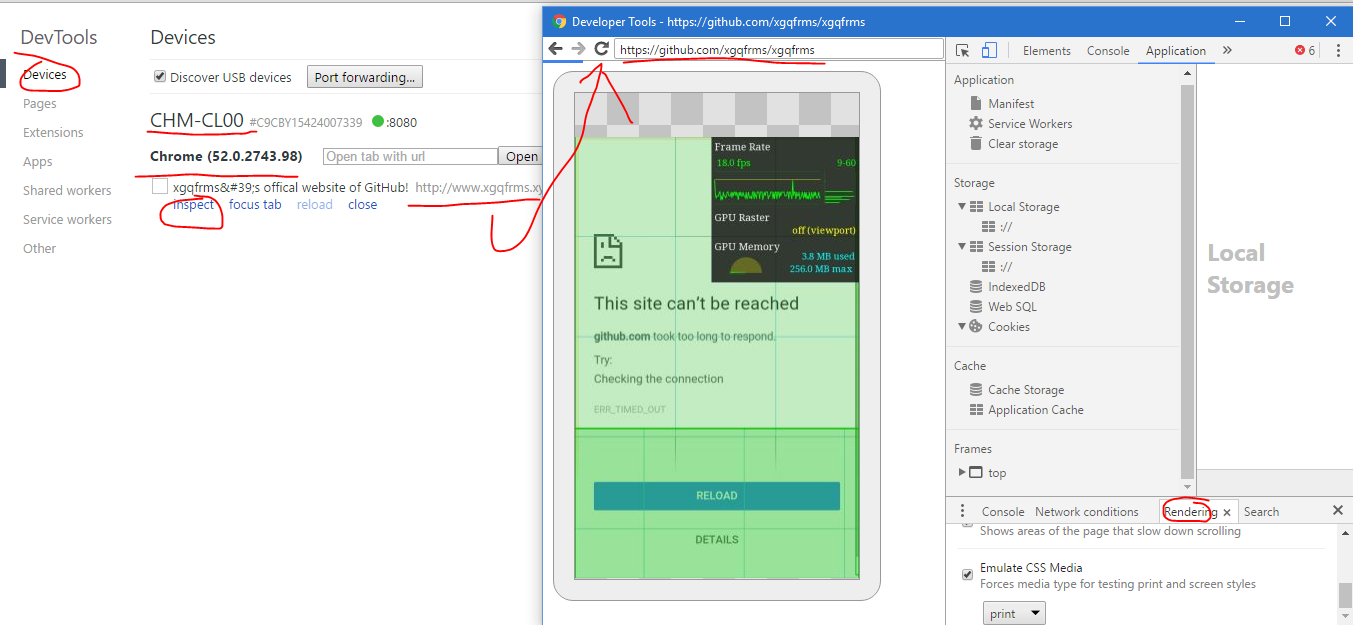 DevTools
Devices
Pages
Extensions
Apps
Shared workers
Service workers
Other
Devices
Discover USB devices
Port forwarding...
CHM-CL00 #C9CBY15424007339 :8080
Chrome (52.0.2743.98)
Open tab with url
Open
xgqfrms&#39;s offical website of GitHub! http://www.xgqfrms.xy
inspect focus tab reload close
Developer Tools - https://github.com/xgqfrms/xgqfrms
https://github.com/xgqfrms/xgqfrms
Frame Rate
18.0 fps 9-60
GPU Raster
off (viewport)
GPU Memory
3.8 MB used
256.0 MB max
This site can't be reached
github.com took too long to respond.
Try:
Checking the connection
ERR_TIMED_OUT
RELOAD
DETAILS
Elements Console Application » 6
Application
Manifest
Service Workers
Clear storage
Storage
Local Storage
://
Session Storage
://
IndexedDB
Web SQL
Cookies
Cache
Cache Storage
Application Cache
Frames
top
Local
Storage
Console Network conditions Rendering × Search
Shows areas of the page that slow down scrolling
Emulate CSS Media
Forces media type for testing print and screen styles
print